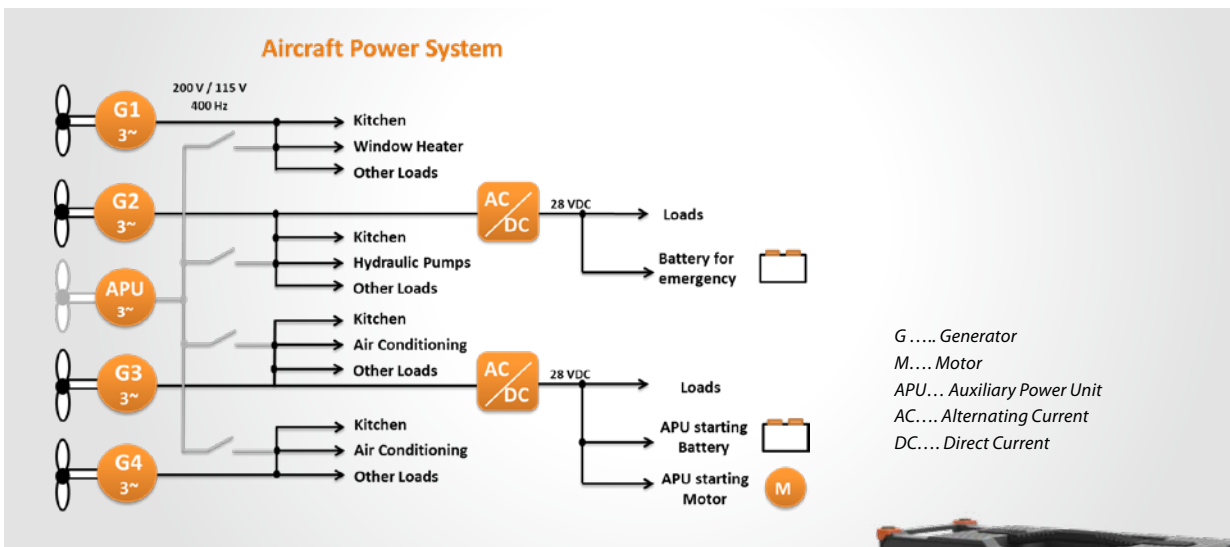 Aircraft Power System
200 V / 115 V
400 Hz
G1
3~
Kitchen
Window Heater
Other Loads
G2
3~
AC
DC
28 VDC
Loads
Kitchen
Hydraulic Pumps
Other Loads
Battery for
emergency
APU
3~
Kitchen
Air Conditioning
Other Loads
G3
3~
AC
DC
28 VDC
Loads
APU starting
Battery
APU starting
Motor
M
G4
3~
Kitchen
Air Conditioning
Other Loads
G ….. Generator
M…. Motor
APU… Auxiliary Power Unit
AC…. Alternating Current
DC…. Direct Current